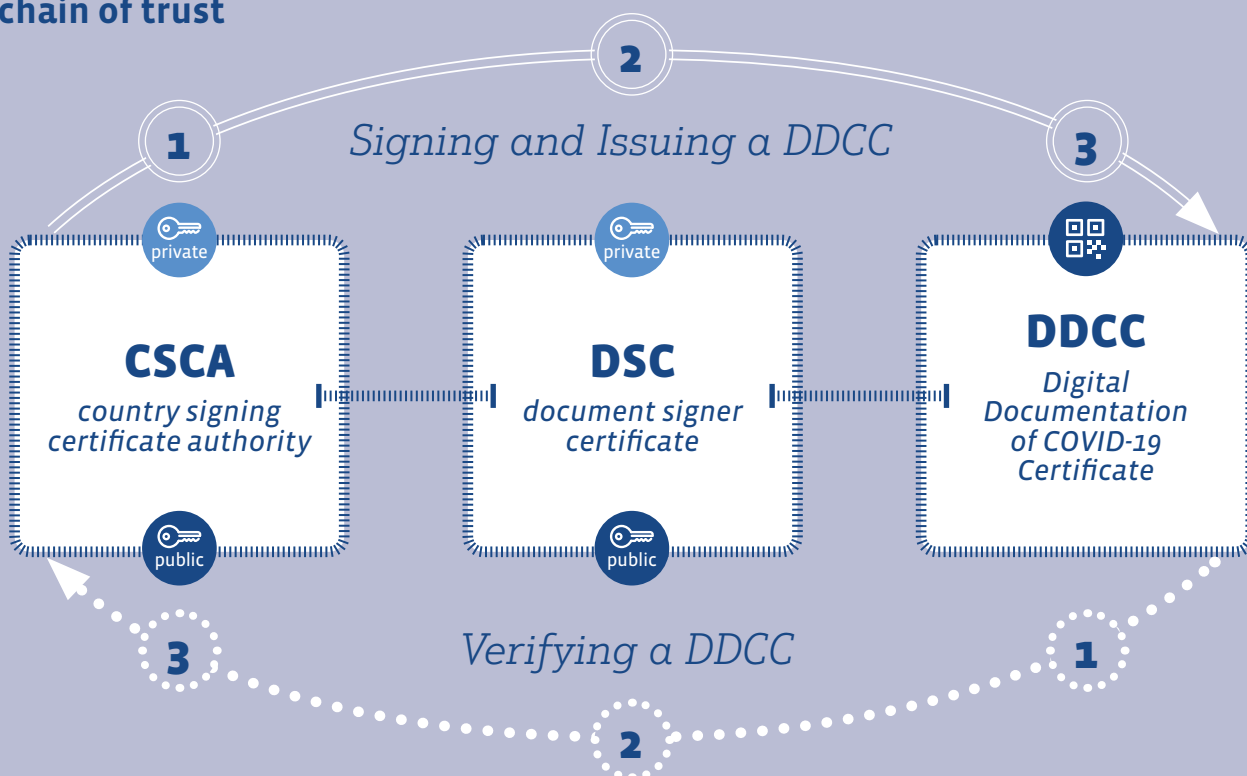 chain of trust
2
1
3
Signing and Issuing a DDCC
private
private
CSCA
country signing
certificate authority
DSC
document signer
certificate
DDCC
Digital
Documentation
of COVID-19
Certificate
public
public
Verifying a DDCC
3
1
2